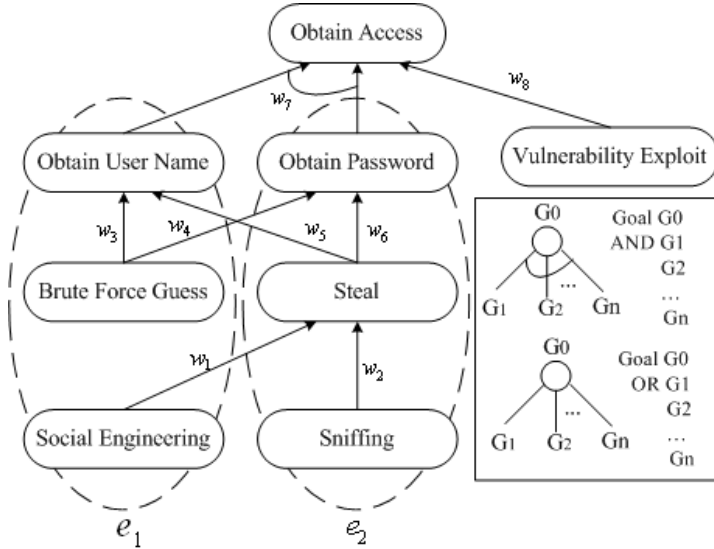 Obtain Access
w7
w8
Obtain User Name
Obtain Password
Vulnerability Exploit
w3
w4
w5
w6
Brute Force Guess
Steal
w1
w2
Social Engineering
Sniffing
e1
e2
G0
Goal G0
AND G1
G2
...
Gn
G1
G2
...
Gn
G0
Goal G0
OR G1
G2
...
Gn
G1
G2
...
Gn